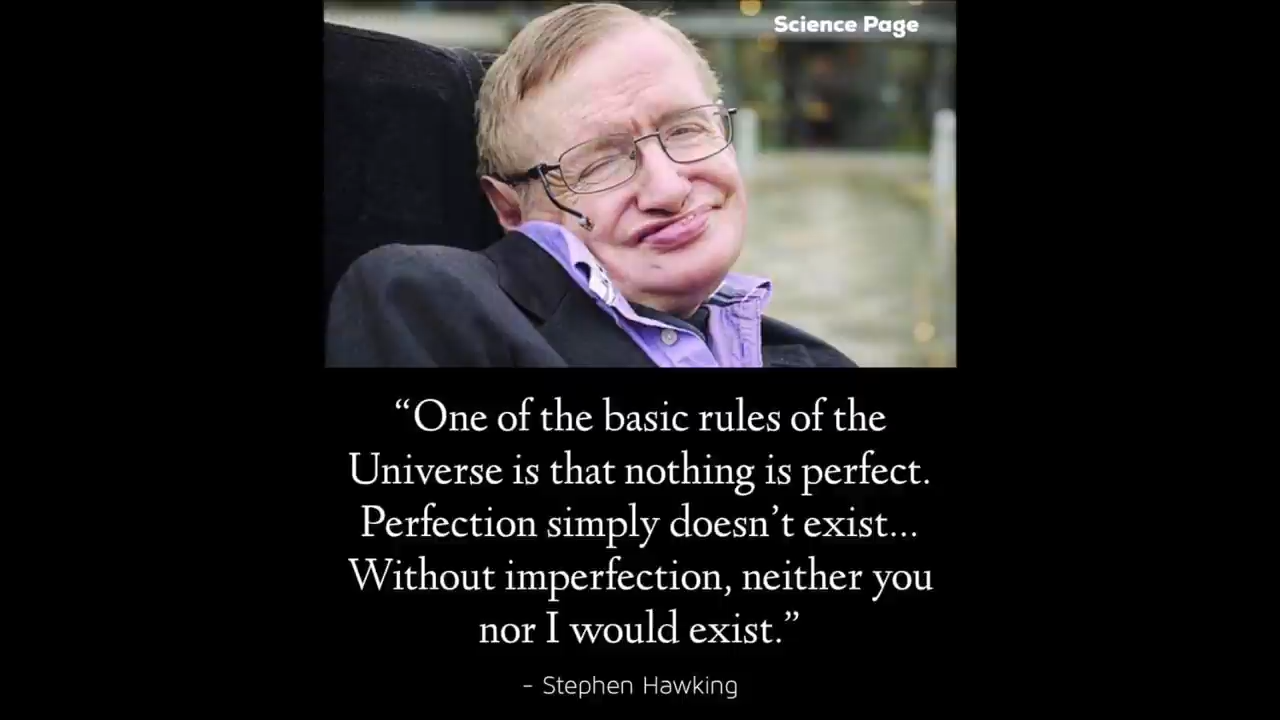 Science Page
“One of the basic rules of the
Universe is that nothing is perfect.
Perfection simply doesn’t exist...
Without imperfection, neither you
nor I would exist.”
- Stephen Hawking